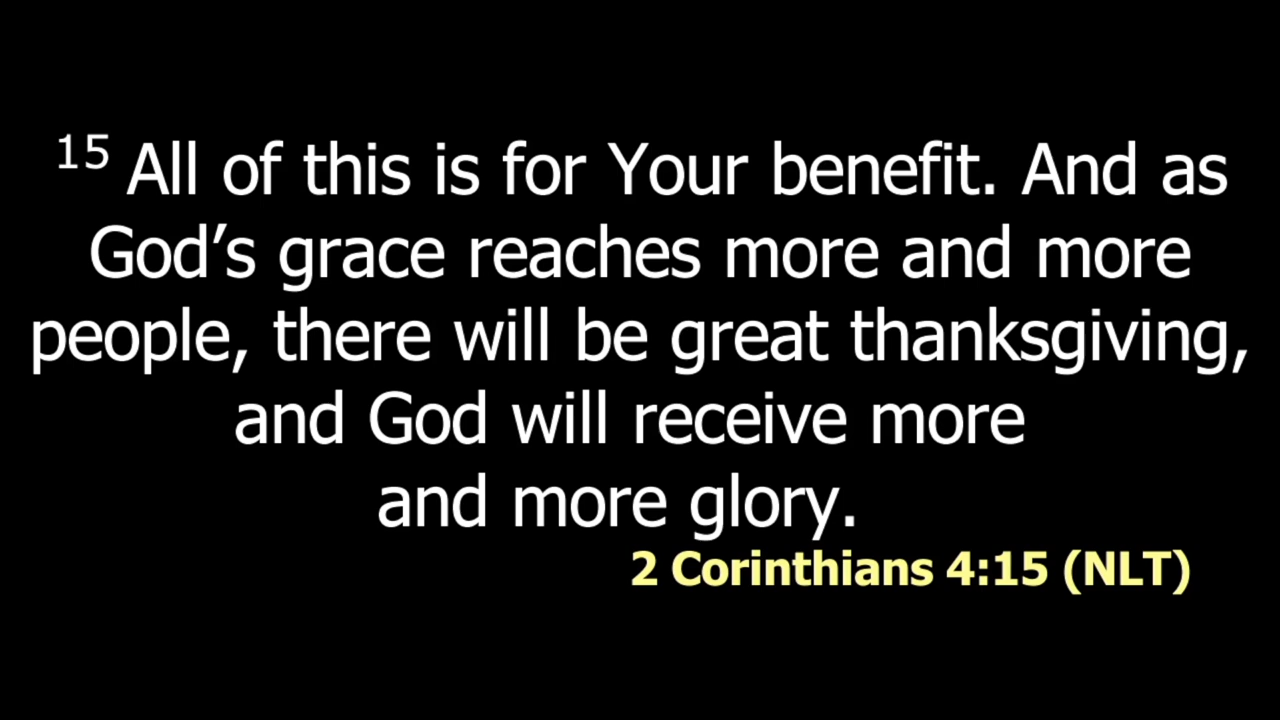 15 All of this is for Your benefit. And as
God’s grace reaches more and more
people, there will be great thanksgiving,
and God will receive more
and more glory.
2 Corinthians 4:15 (NLT)